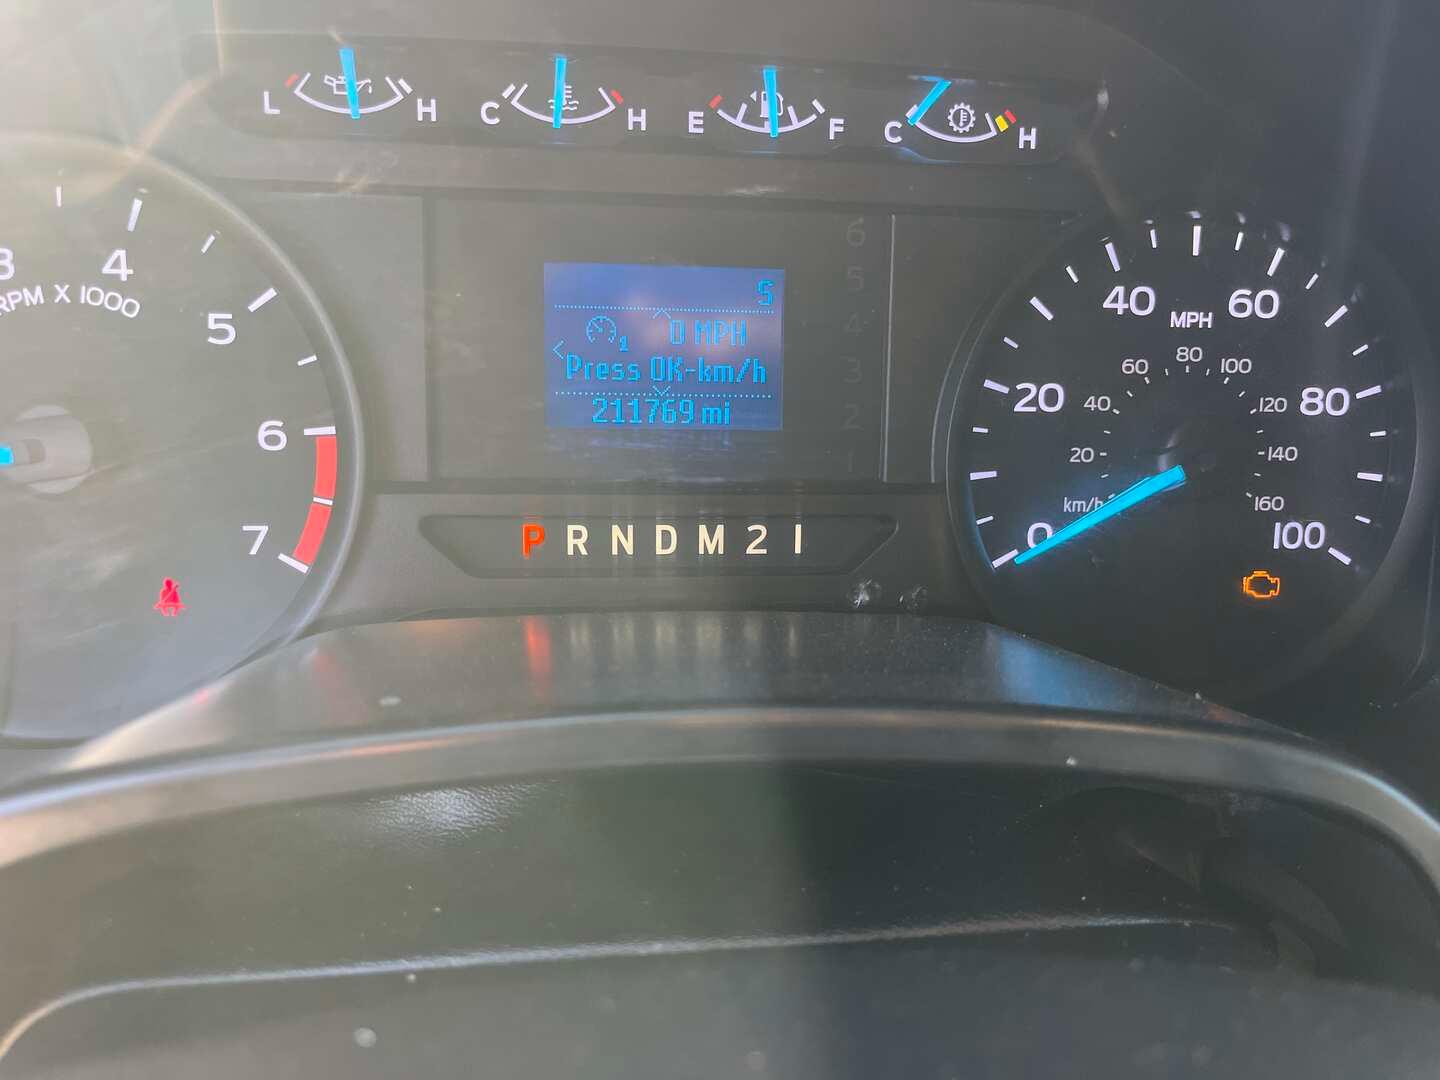 L H C H E F C H
3 4 5 6 7
RPM X 1000
S
1 0 MPH
Press OK-km/h
211769 mi
6
5
4
3
2
1
P R N D M 2 1
0 20 40 60 80 100
MPH
20 40 60 80 100 120 140 160
km/h